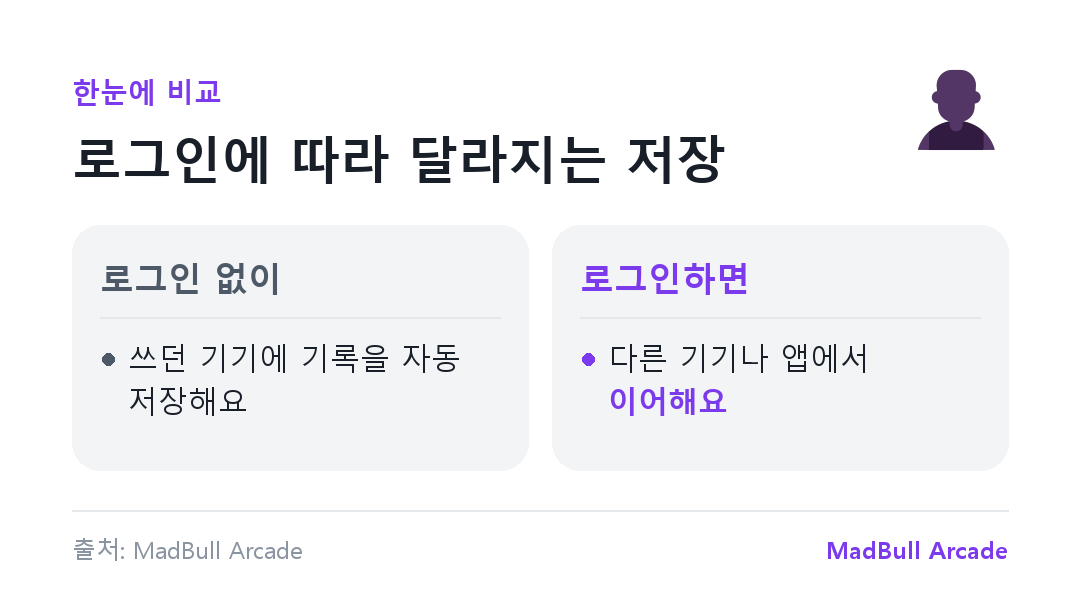 한눈에 비교
로그인에 따라 달라지는 저장
로그인 없이
쓰던 기기에 기록을 자동
저장해요
로그인하면
다른 기기나 앱에서
이어해요
출처: MadBull Arcade
MadBull Arcade